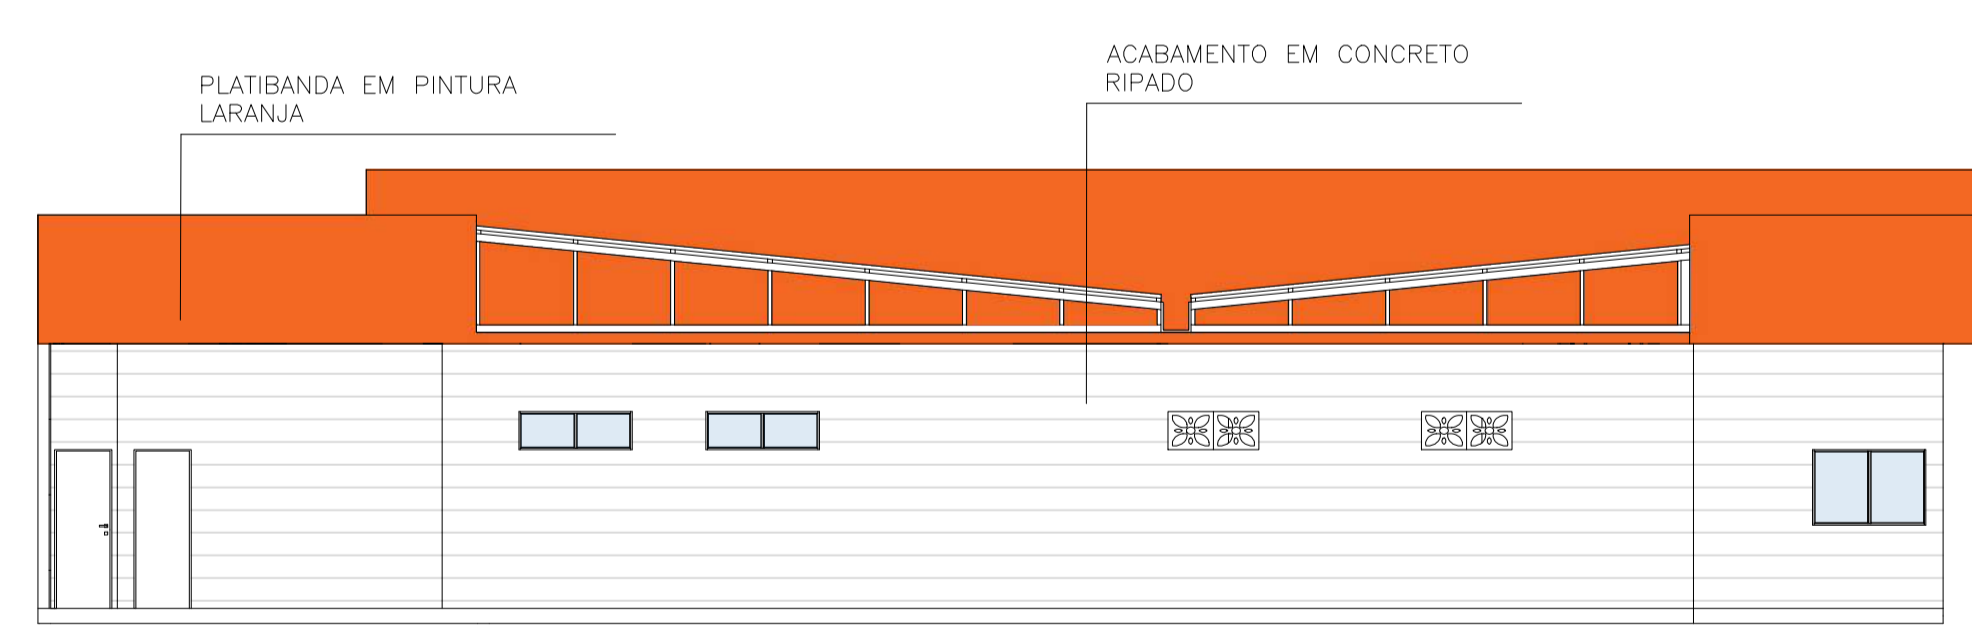 PLATIBANDA EM PINTURA
LARANJA
ACABAMENTO EM CONCRETO
RIPADO